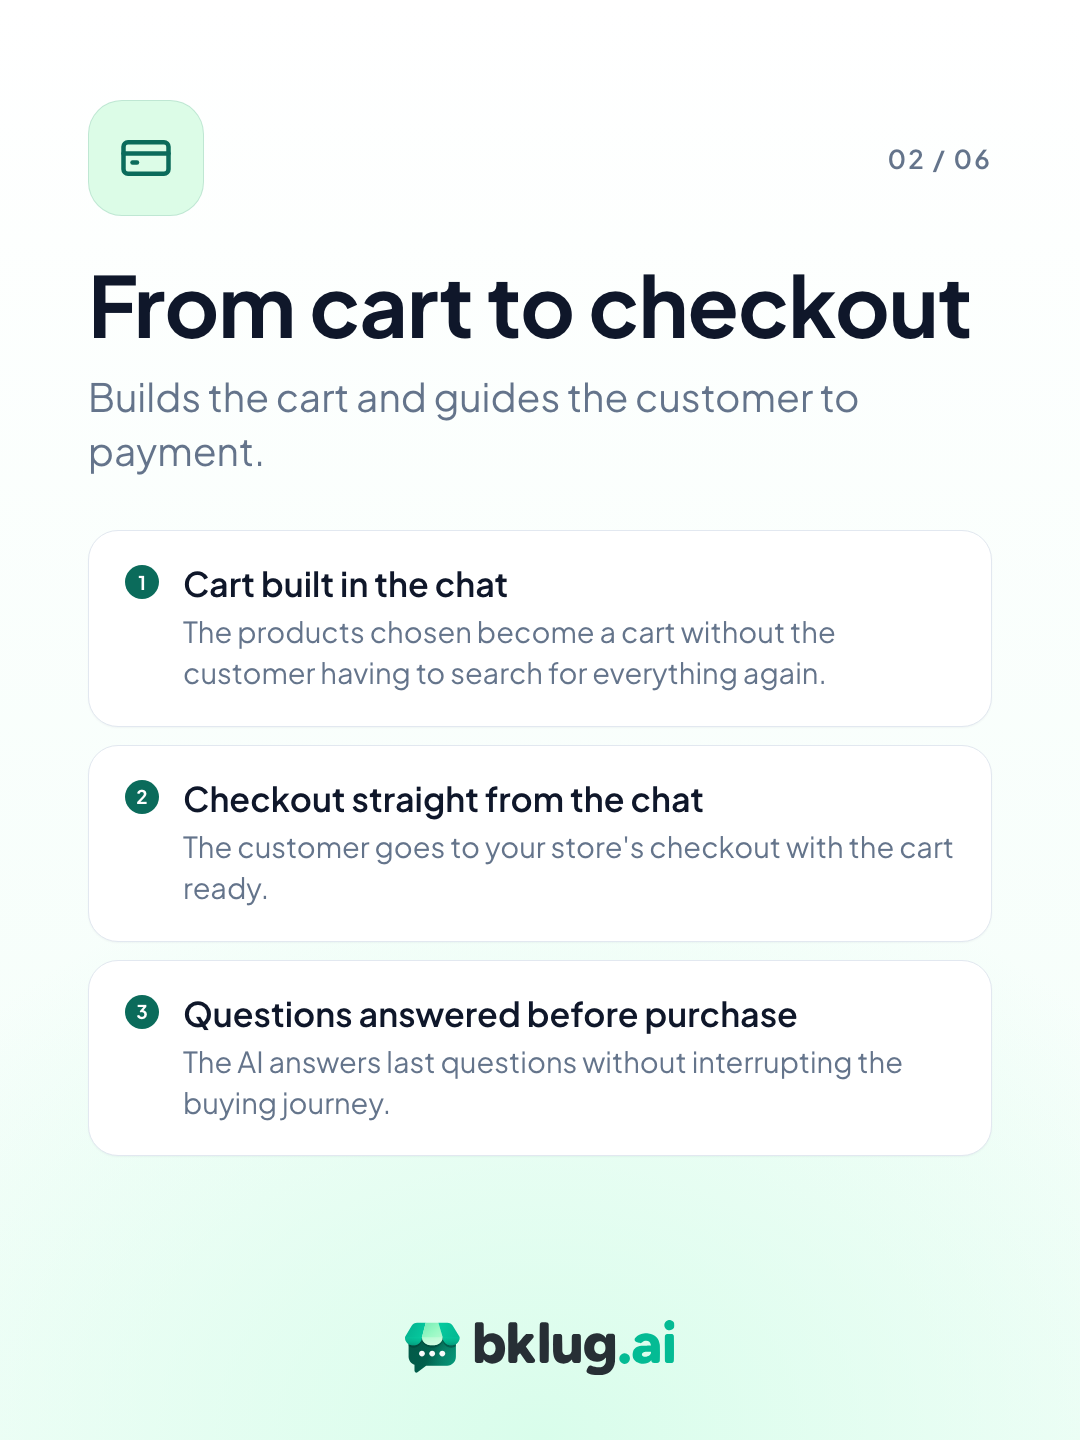 02 / 06
From cart to checkout
Builds the cart and guides the customer to
payment.
1 Cart built in the chat
The products chosen become a cart without the
customer having to search for everything again.
2 Checkout straight from the chat
The customer goes to your store's checkout with the cart
ready.
3 Questions answered before purchase
The AI answers last questions without interrupting the
buying journey.
bklug.ai